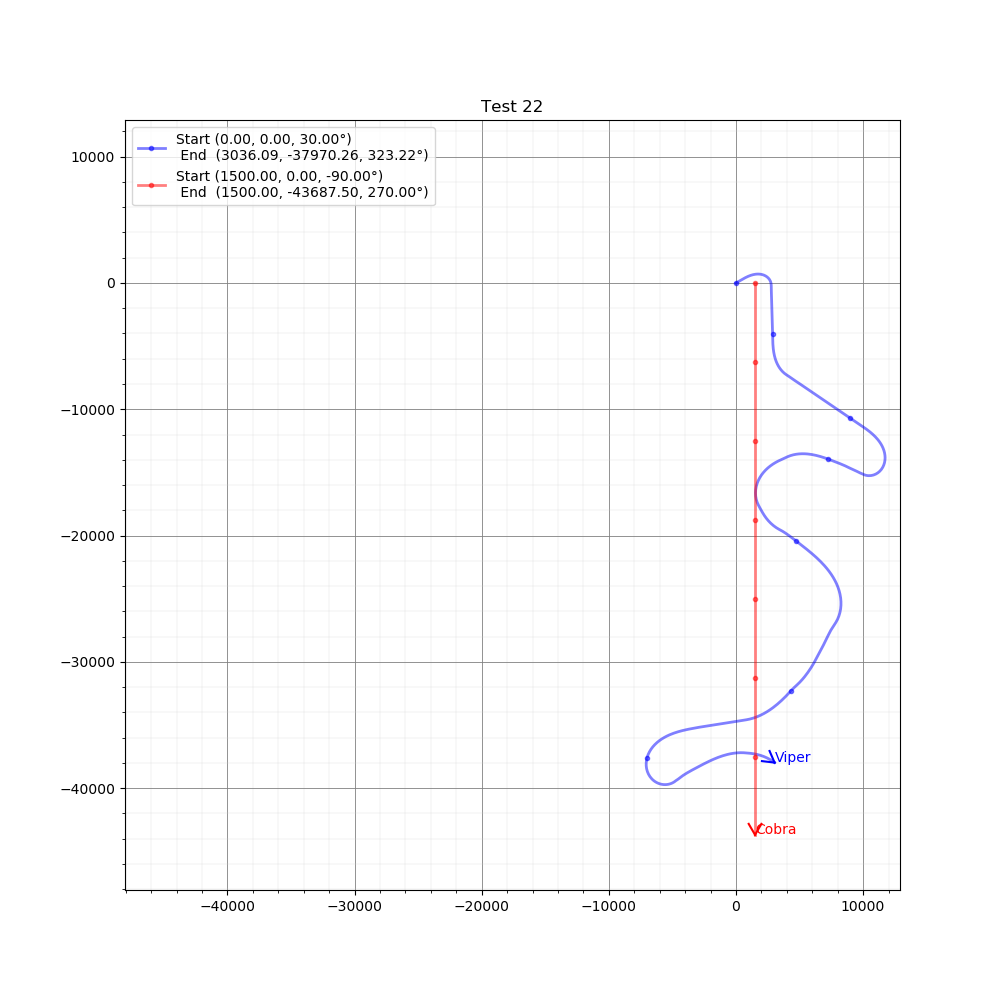 Test 22
Start (0.00, 0.00, 30.00°)
End  (3036.09, -37970.26, 323.22°)
Start (1500.00, 0.00, -90.00°)
End  (1500.00, -43687.50, 270.00°)
10000
0
−10000
−20000
−30000
−40000
Viper
Cobra
−40000 −30000 −20000 −10000 0 10000